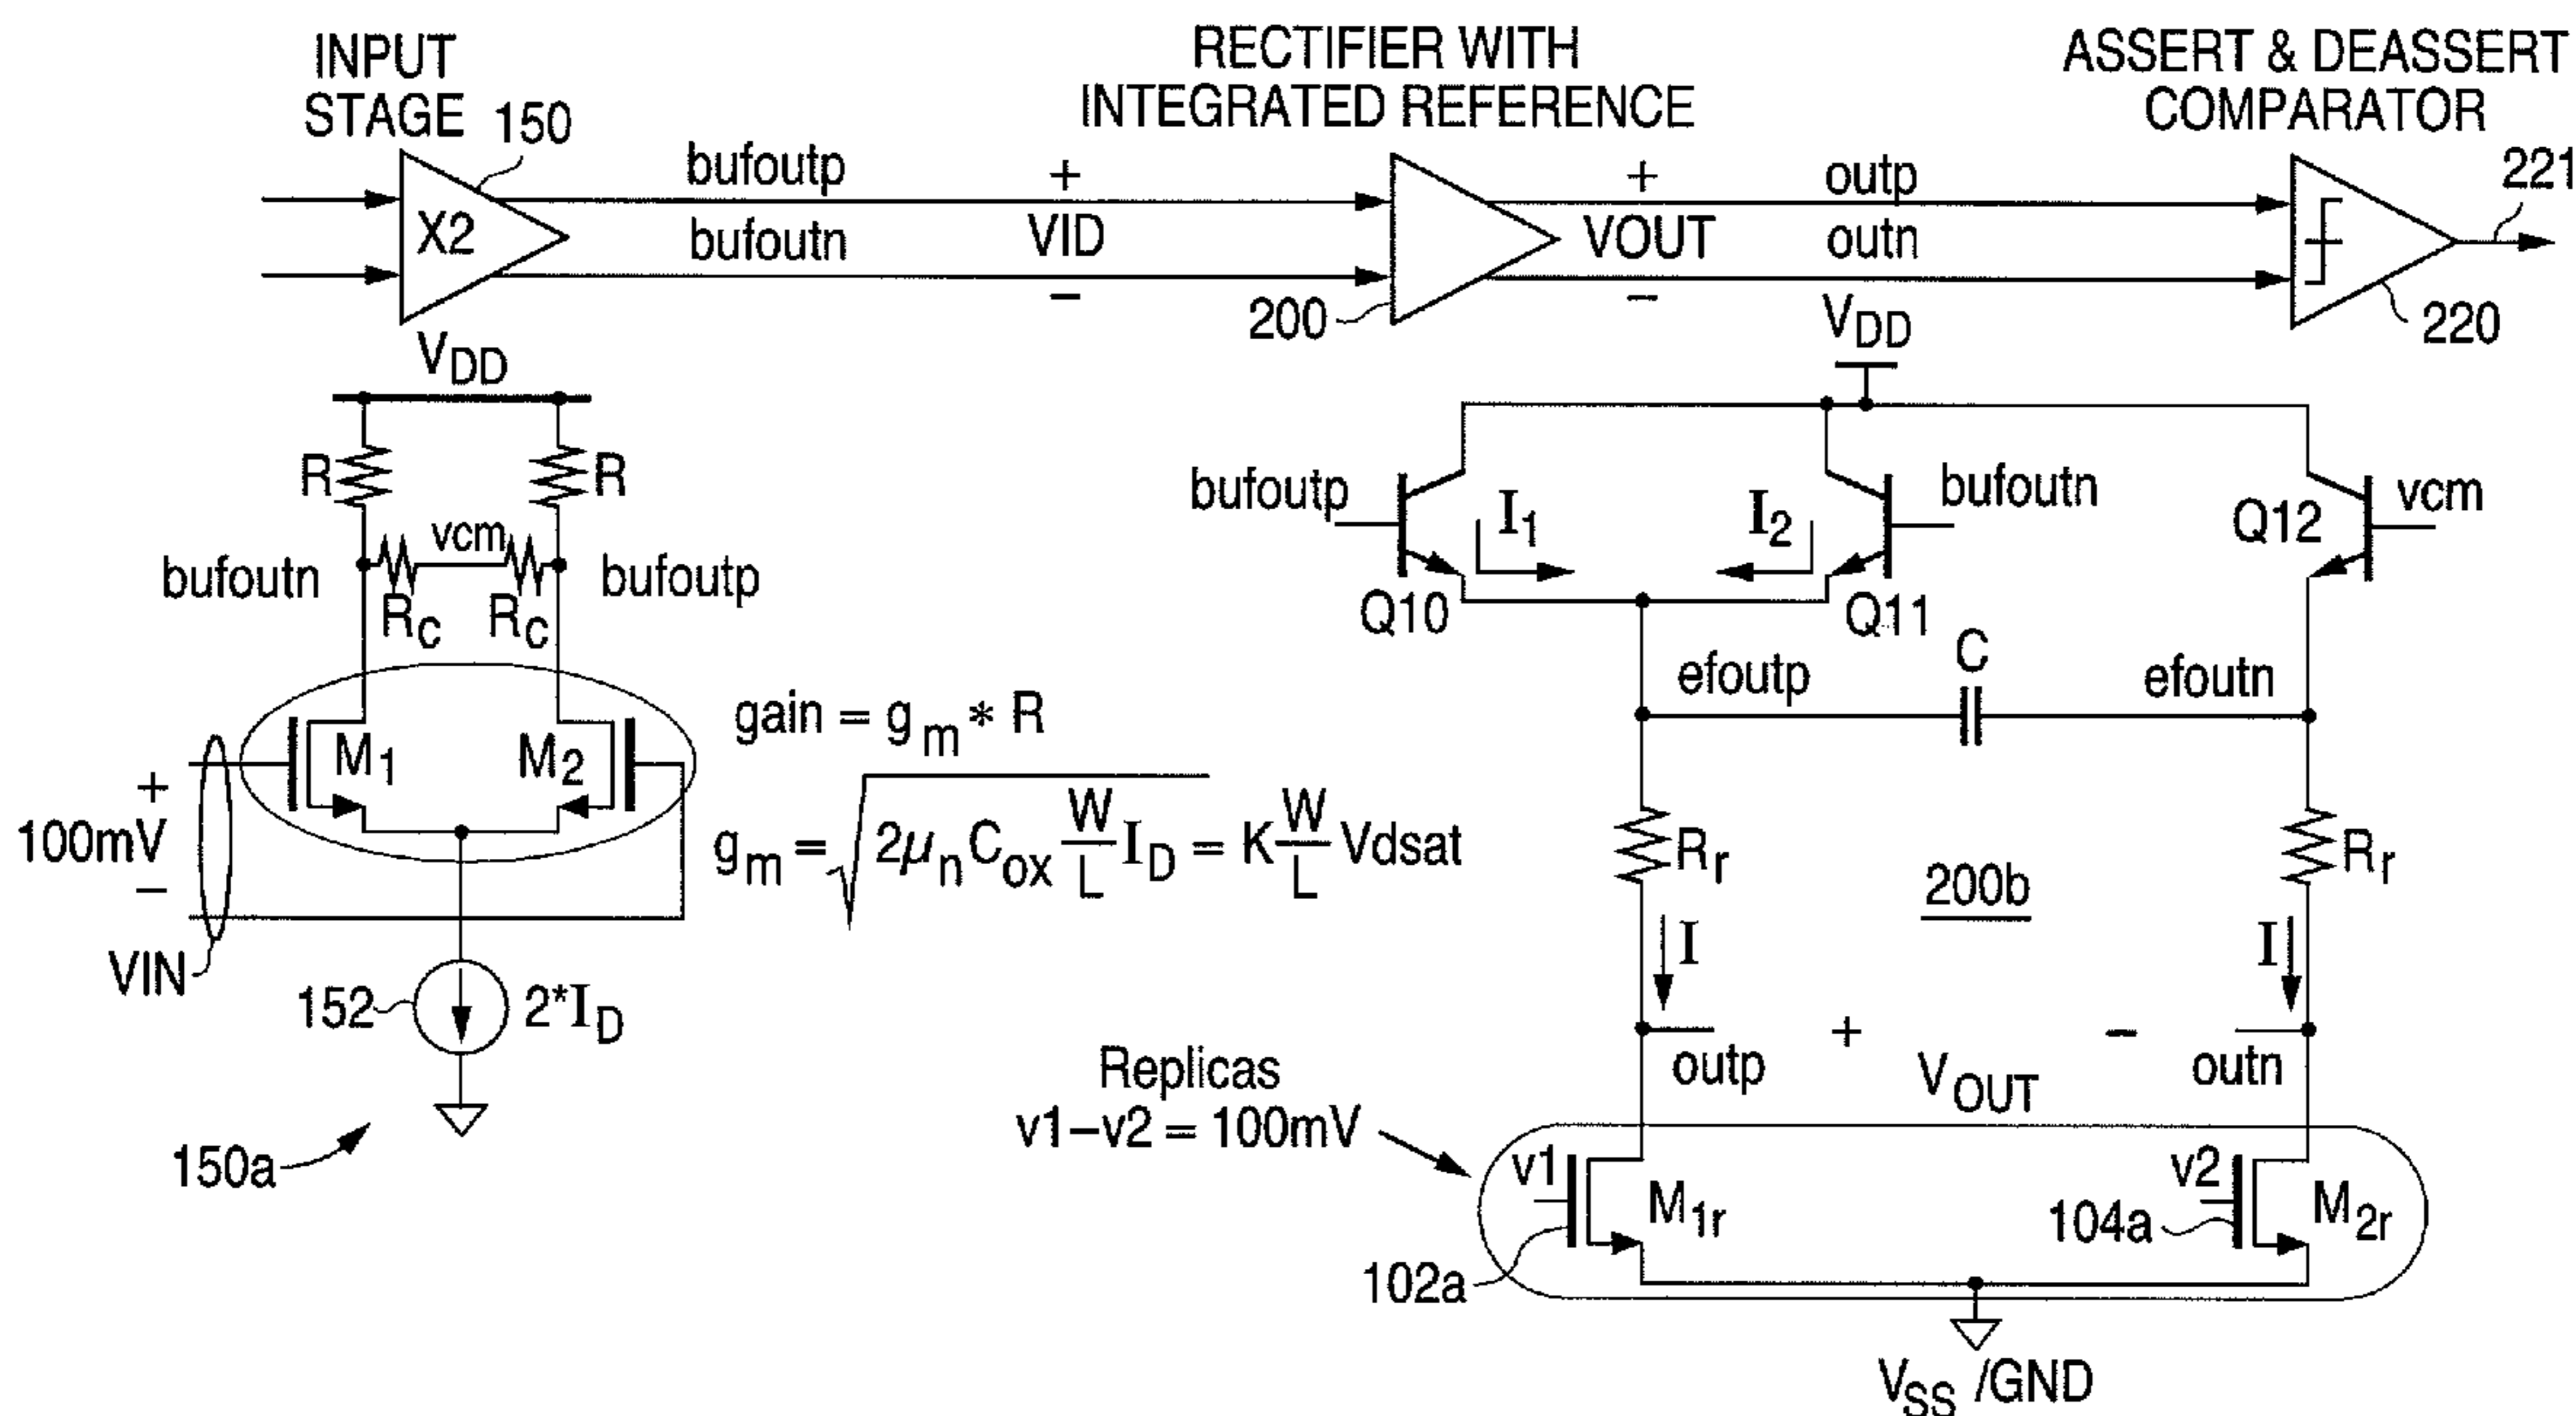 INPUT
STAGE
150
X2
bufoutp
bufoutn
+
VID
−
RECTIFIER WITH
INTEGRATED REFERENCE
200
+
VOUT
−
outp
outn
ASSERT & DEASSERT
COMPARATOR
221
220
VDD
R
R
vcm
bufoutn
bufoutp
RC
RC
M1
M2
+
100mV
−
VIN
152
2*ID
150a
gain = gm* R
gm = √2μnCox W/L ID = K W/L Vdsat
VDD
bufoutp
I1
I2
bufoutn
Q12
vcm
Q10
Q11
efoutp
C
efoutn
Rr
200b
Rr
I
I
outp
+
VOUT
−
outn
Replicas
v1−v2 = 100mV
v1
M1r
102a
v2
M2r
104a
VSS /GND